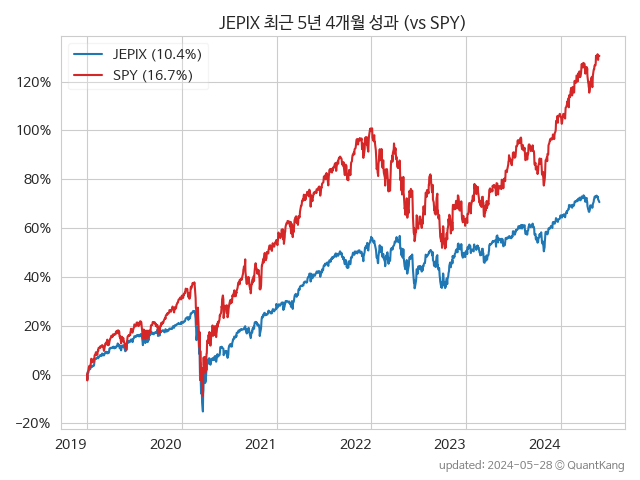 JEPIX 최근 5년 4개월 성과 (vs SPY)
JEPIX (10.4%)
SPY (16.7%)
120%
100%
80%
60%
40%
20%
0%
−20%
2019 2020 2021 2022 2023 2024
updated: 2024-05-28 © QuantKang